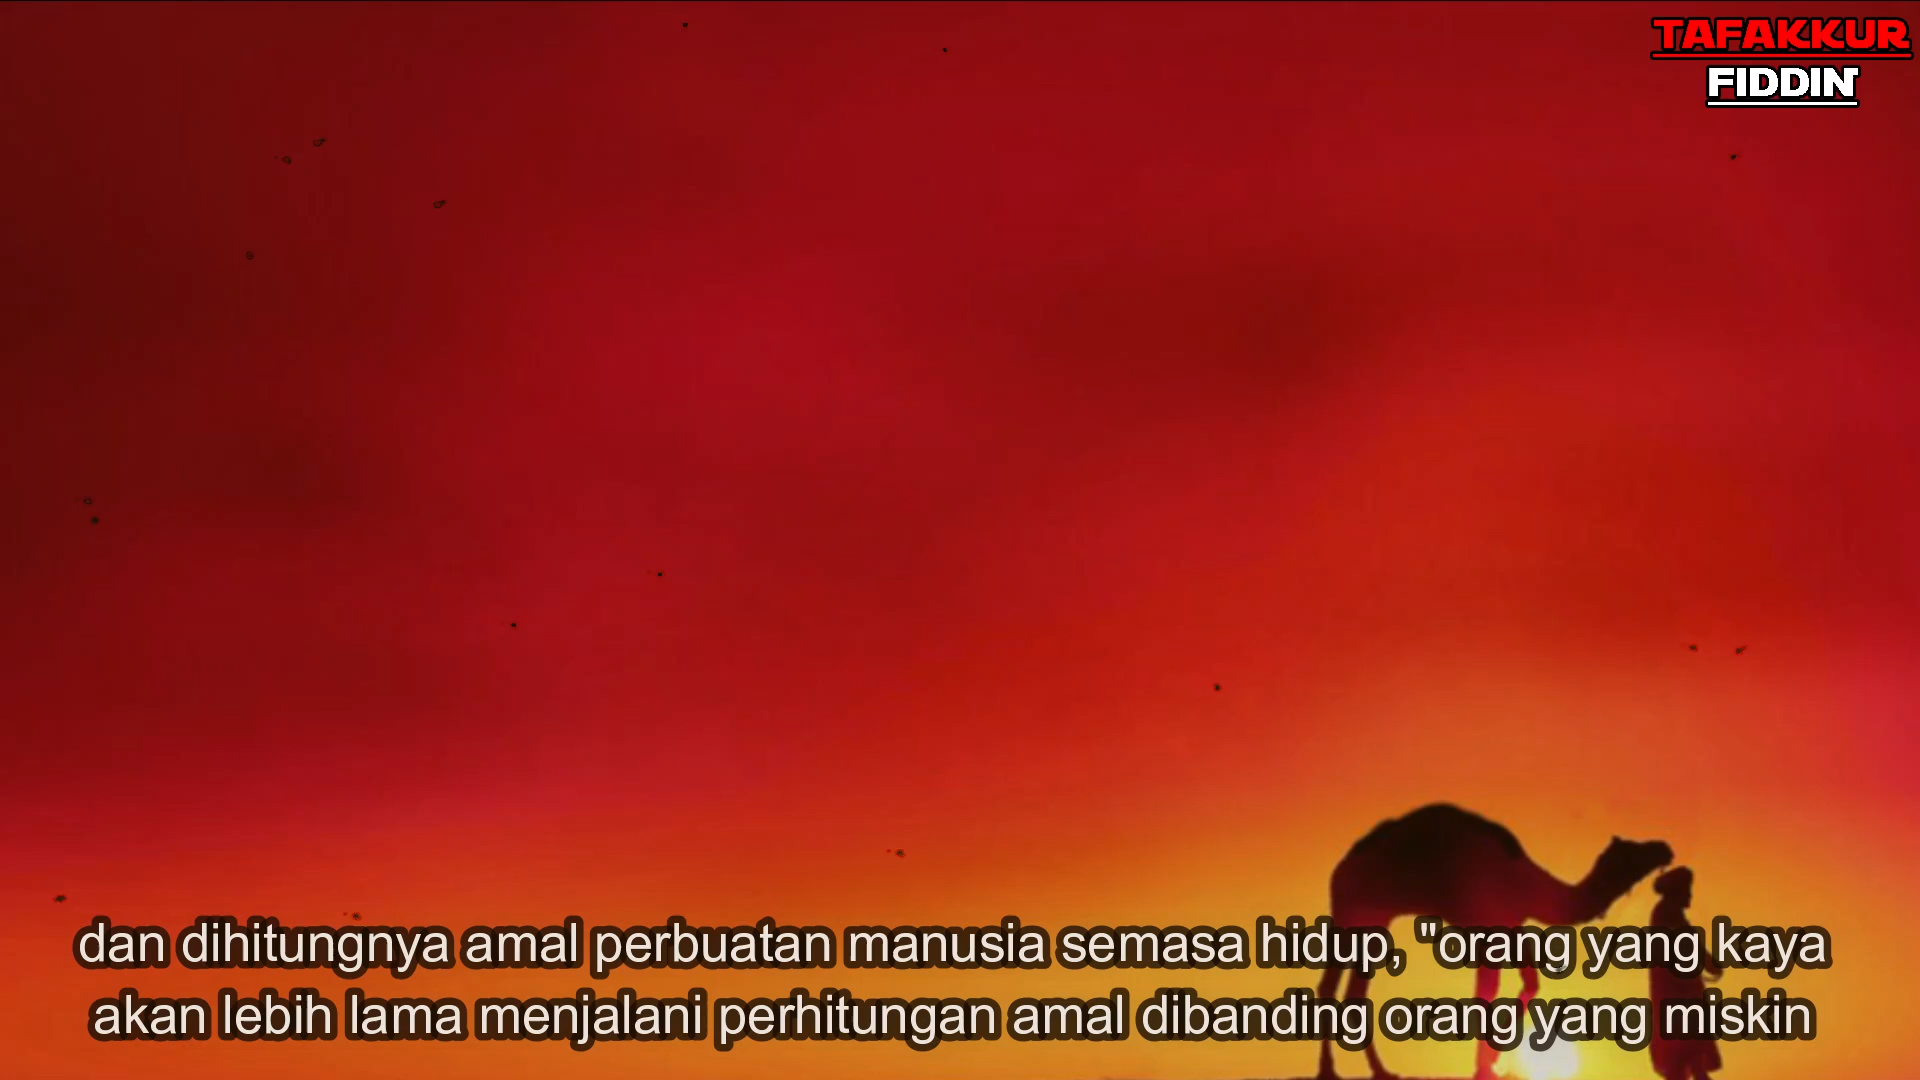 TAFAKKUR
FIDDIN
dan dihitungnya amal perbuatan manusia semasa hidup, "orang yang kaya
akan lebih lama menjalani perhitungan amal dibanding orang yang miskin